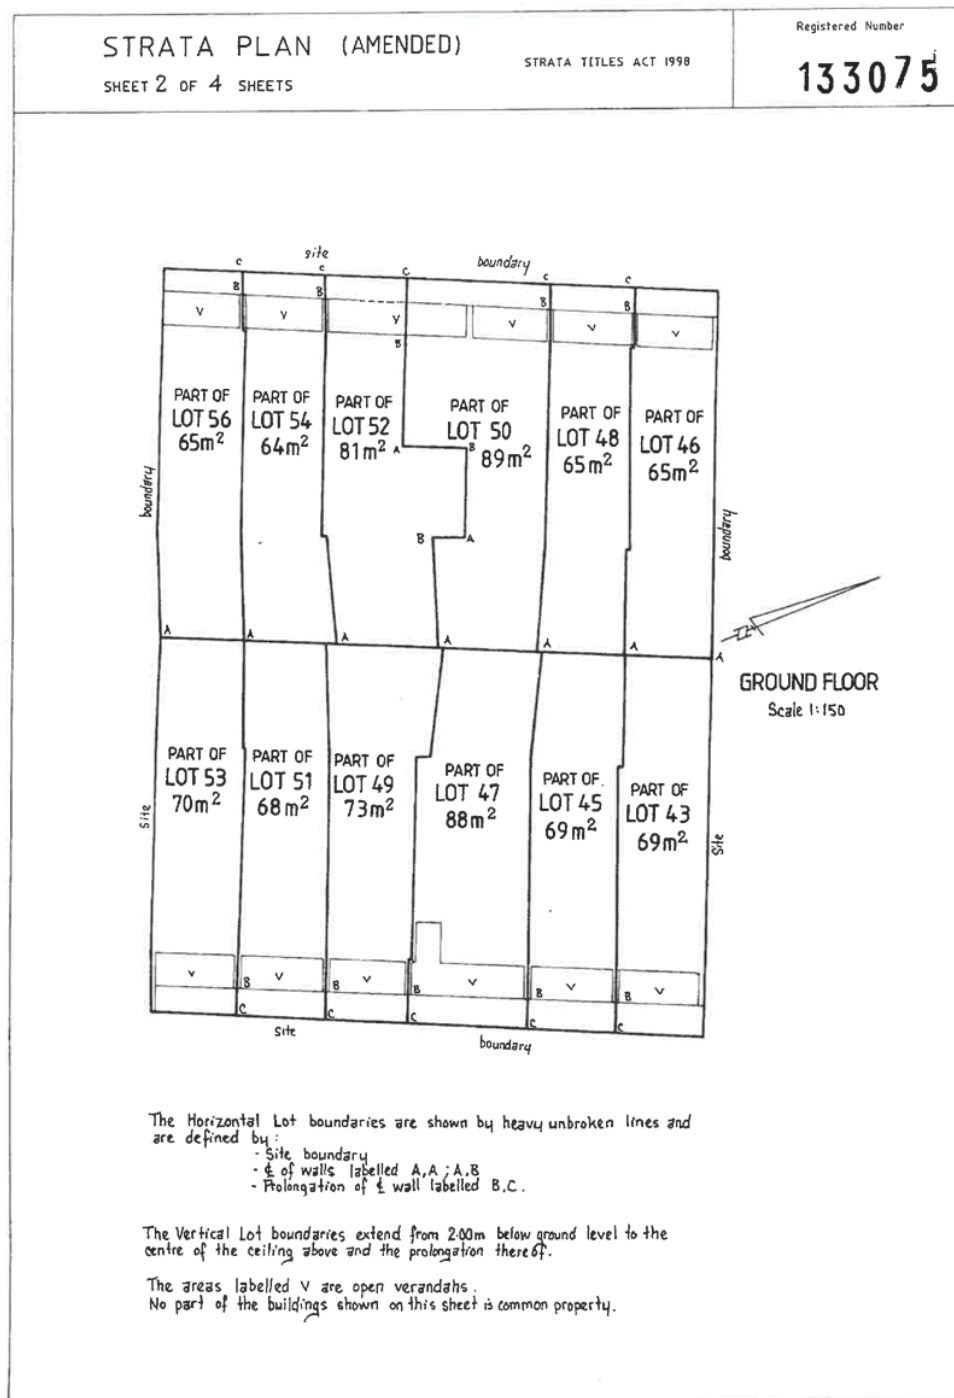 STRATA PLAN (AMENDED)
SHEET 2 OF 4 SHEETS
STRATA TITLES ACT 1998
Registered Number
133075
site
boundary
C
C
C
C
C
B
B
B
B
V
V
V
V
V
V
B
PART OF
LOT 56
65m²
PART OF
LOT 54
64m²
PART OF
LOT 52
81m²
PART OF
LOT 50
89m²
PART OF
LOT 48
65m²
PART OF
LOT 46
65m²
A
B
B
A
boundary
boundary
A
A
A
A
A
A
A
GROUND FLOOR
Scale 1:150
PART OF
LOT 53
70m²
PART OF
LOT 51
68m²
PART OF
LOT 49
73m²
PART OF
LOT 47
88m²
PART OF
LOT 45
69m²
PART OF
LOT 43
69m²
Site
Site
V
B V
B V
B V
B V
B V
C
C
C
C
C
site
boundary
The Horizontal Lot boundaries are shown by heavy unbroken lines and
are defined by :
- Site boundary
- ℄ of walls labelled A,A ; A,B
- Prolongation of ℄ wall labelled B,C.
The Vertical Lot boundaries extend from 2.00m below ground level to the
centre of the ceiling above and the prolongation thereof.
The areas labelled V are open verandahs.
No part of the buildings shown on this sheet is common property.